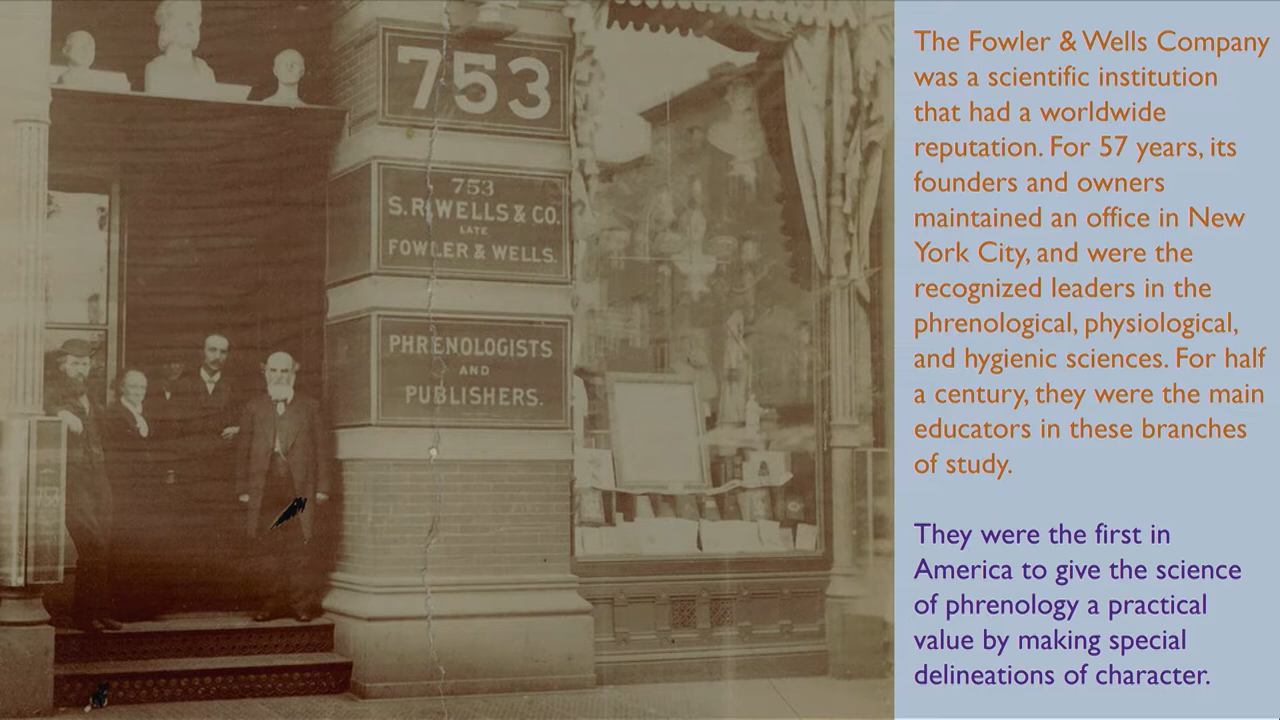 753
753
S.R. WELLS & CO.
LATE
FOWLER & WELLS.
PHRENOLOGISTS
AND
PUBLISHERS.
The Fowler & Wells Company
was a scientific institution
that had a worldwide
reputation. For 57 years, its
founders and owners
maintained an office in New
York City, and were the
recognized leaders in the
phrenological, physiological,
and hygienic sciences. For half
a century, they were the main
educators in these branches
of study.
They were the first in
America to give the science
of phrenology a practical
value by making special
delineations of character.